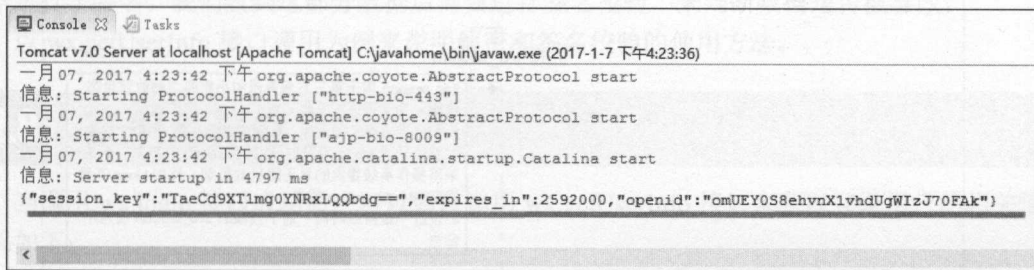 Console Tasks
Tomcat v7.0 Server at localhost [Apache Tomcat] C:\javahome\bin\javaw.exe (2017-1-7 下午4:23:36)
一月 07, 2017 4:23:42 下午 org.apache.coyote.AbstractProtocol start
信息: Starting ProtocolHandler ["http-bio-443"]
一月 07, 2017 4:23:42 下午 org.apache.coyote.AbstractProtocol start
信息: Starting ProtocolHandler ["ajp-bio-8009"]
一月 07, 2017 4:23:42 下午 org.apache.catalina.startup.Catalina start
信息: Server startup in 4797 ms
{"session_key":"TaeCd9XT1mg0YNRxLQQbdg==","expires_in":2592000,"openid":"omUEY0S8ehvnX1vhdUgWIzJ70FAk"}